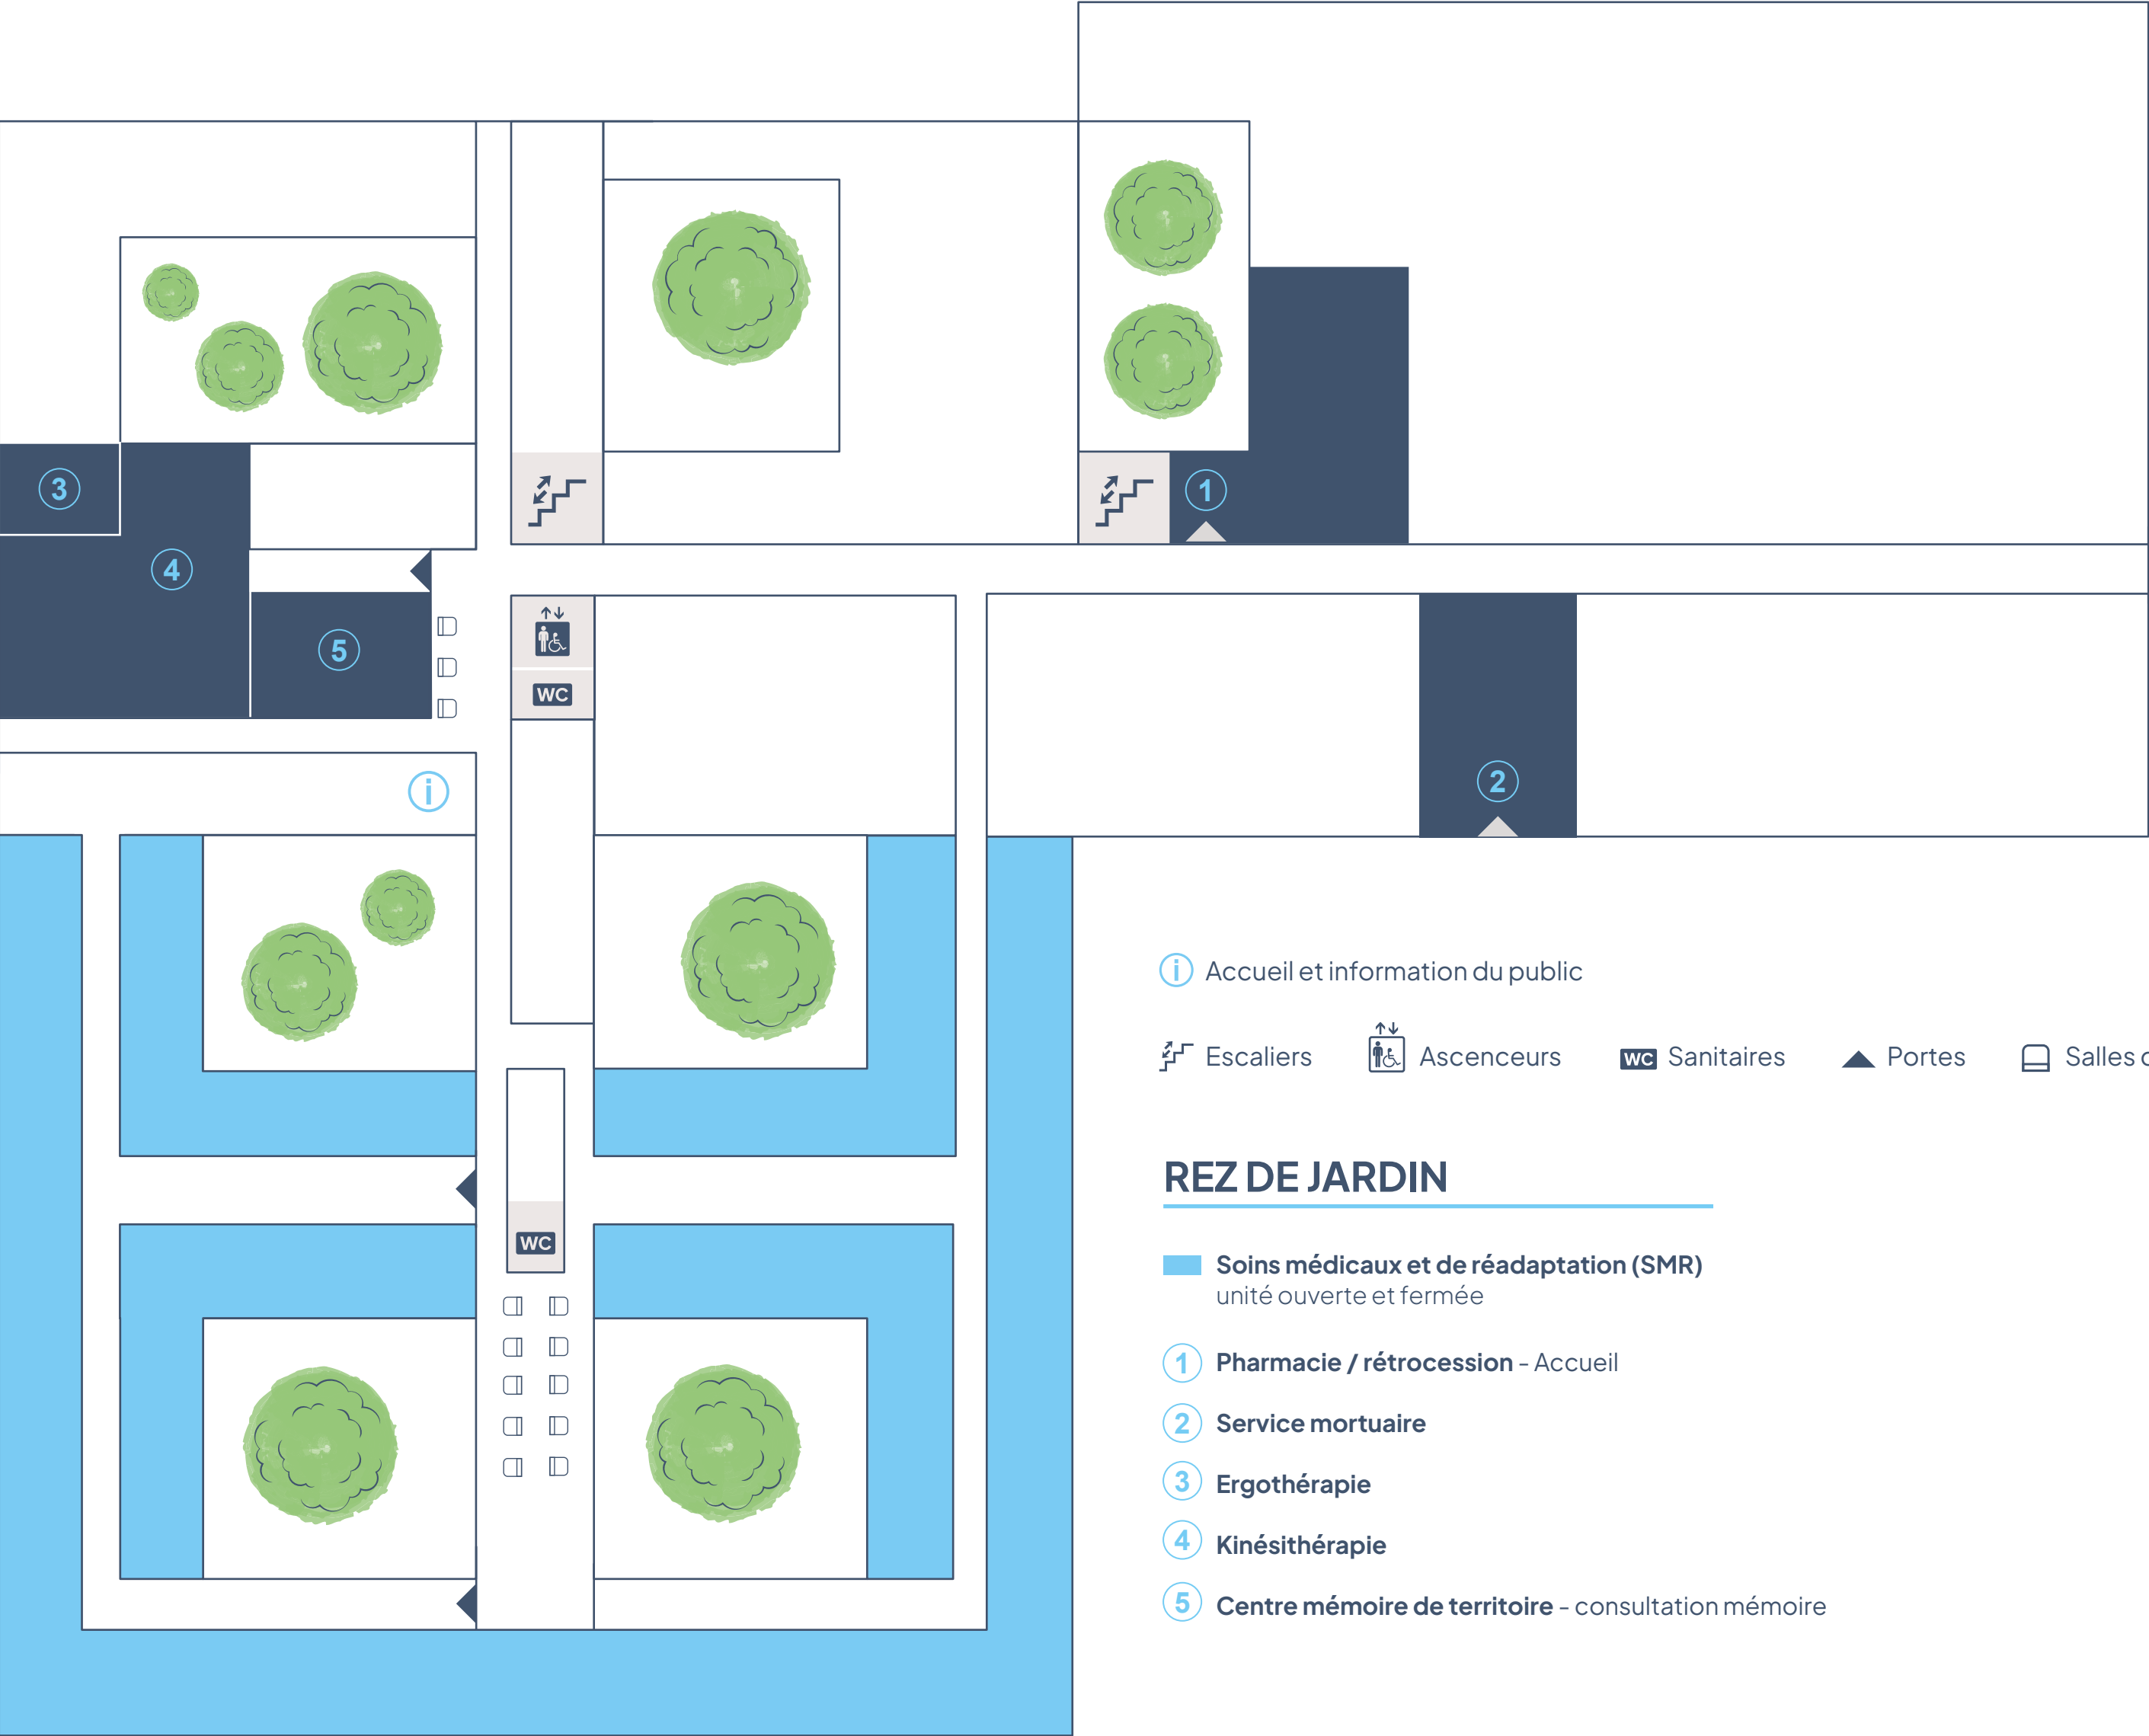 3
1
4
5
WC
2
i
i Accueil et information du public
Escaliers Ascenceurs WC Sanitaires Portes Salles
WC
REZ DE JARDIN
Soins médicaux et de réadaptation (SMR)
unité ouverte et fermée
1 Pharmacie / rétrocession - Accueil
2 Service mortuaire
3 Ergothérapie
4 Kinésithérapie
5 Centre mémoire de territoire - consultation mémoire